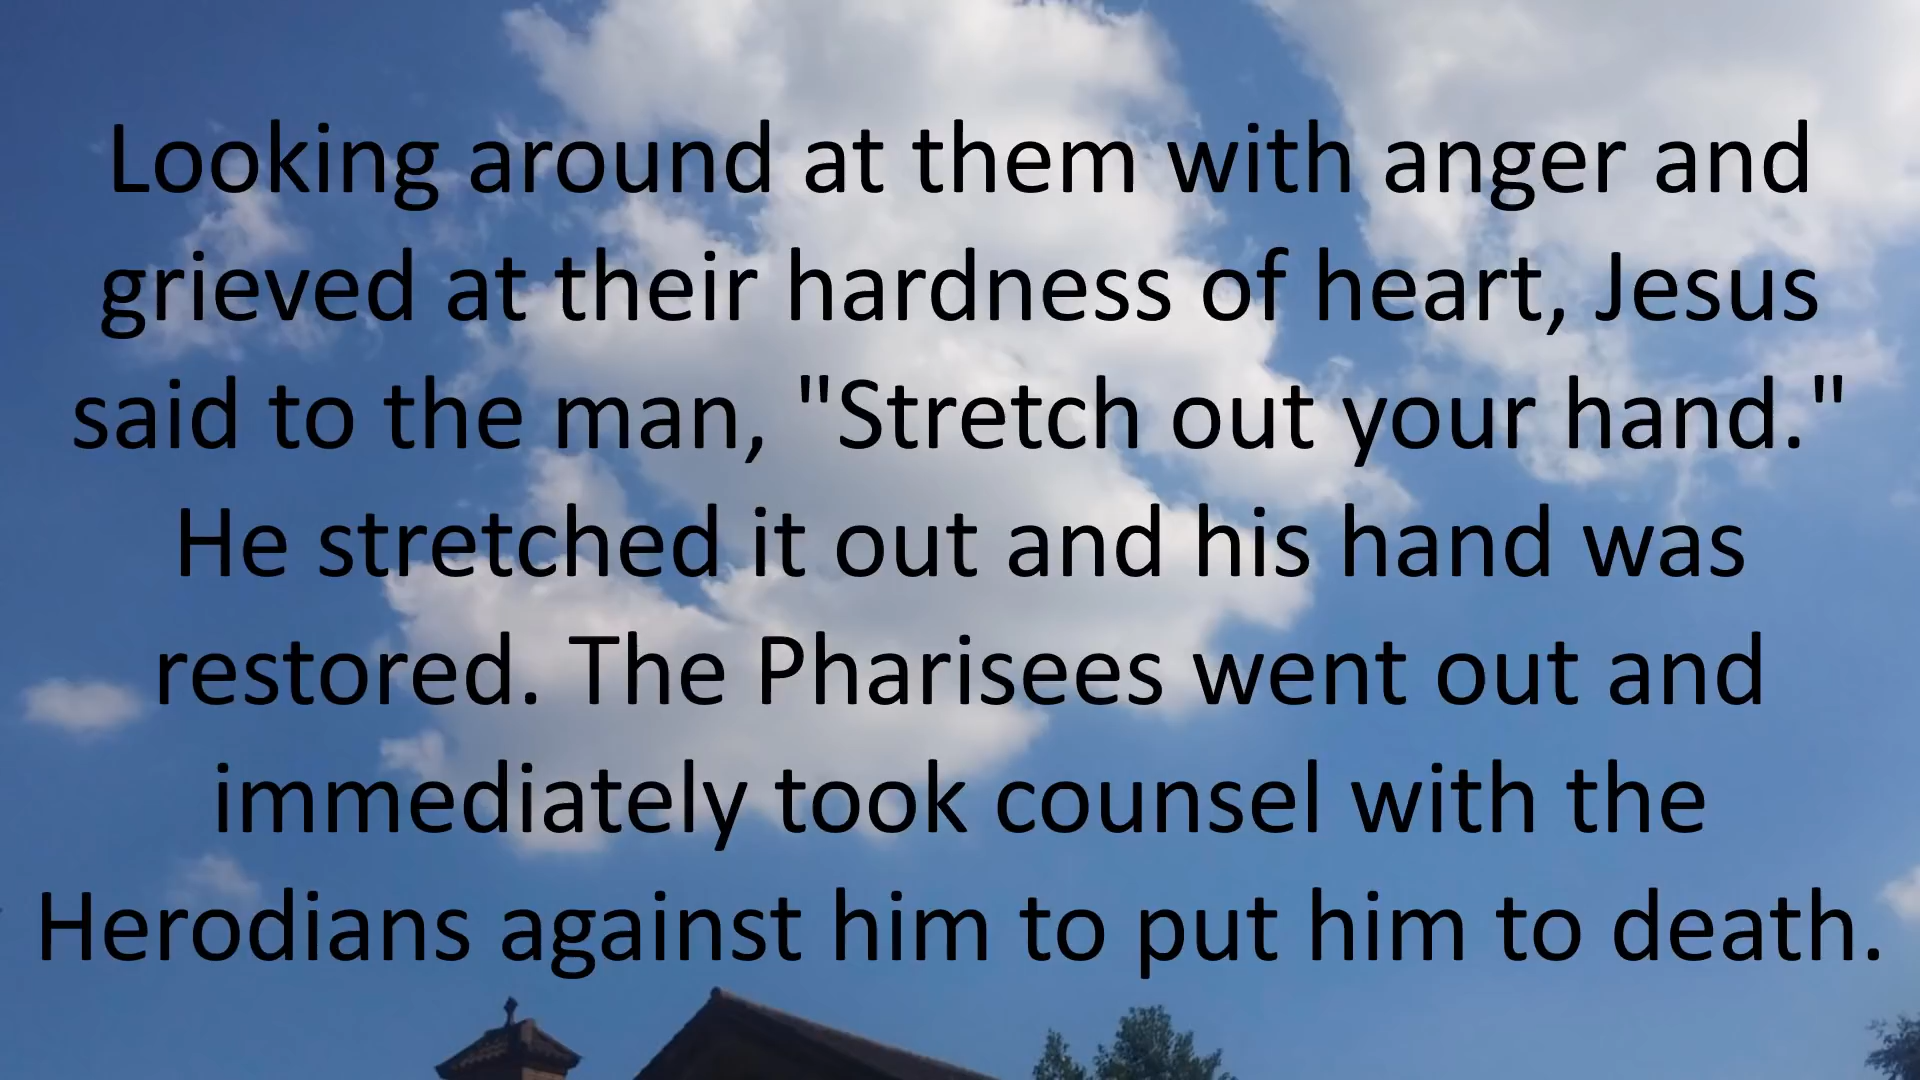 Looking around at them with anger and
grieved at their hardness of heart, Jesus
said to the man, "Stretch out your hand."
He stretched it out and his hand was
restored. The Pharisees went out and
immediately took counsel with the
Herodians against him to put him to death.